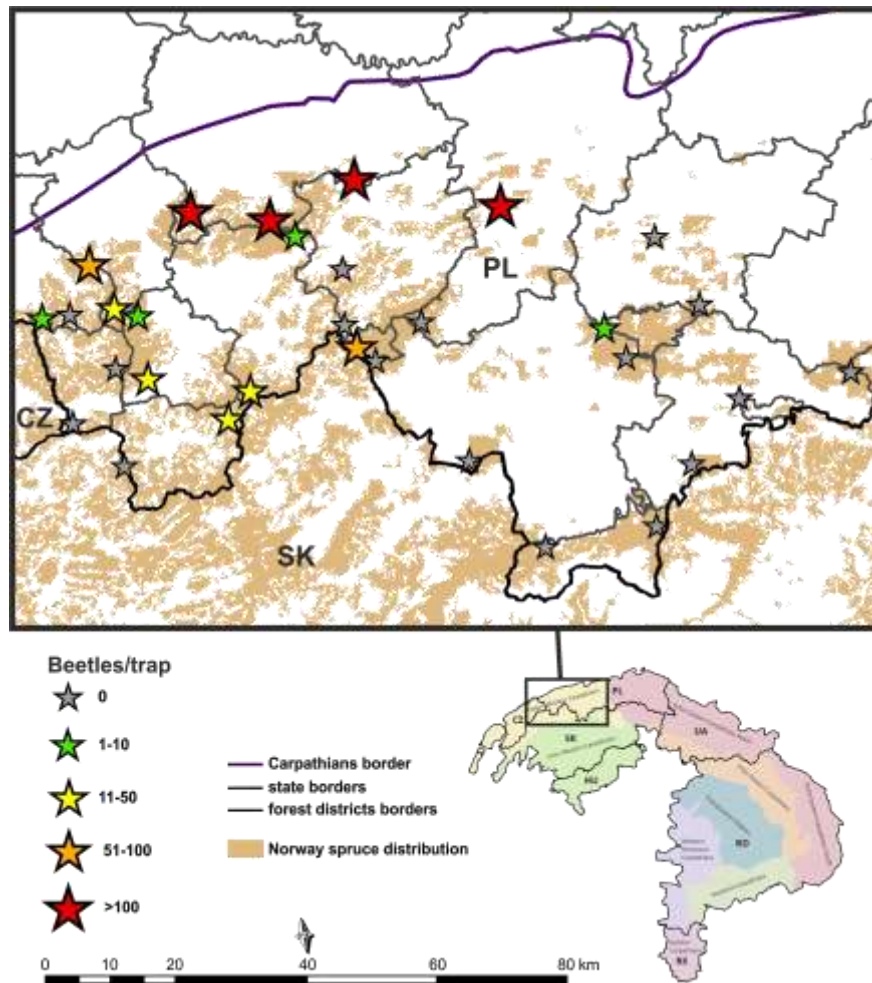 PL
CZ
SK
Beetles/trap
0
1-10
11-50
51-100
>100
Carpathians border
state borders
forest districts borders
Norway spruce distribution
PL
CZ
SK
UA
HU
RO
0 10 20 40 60 80 km